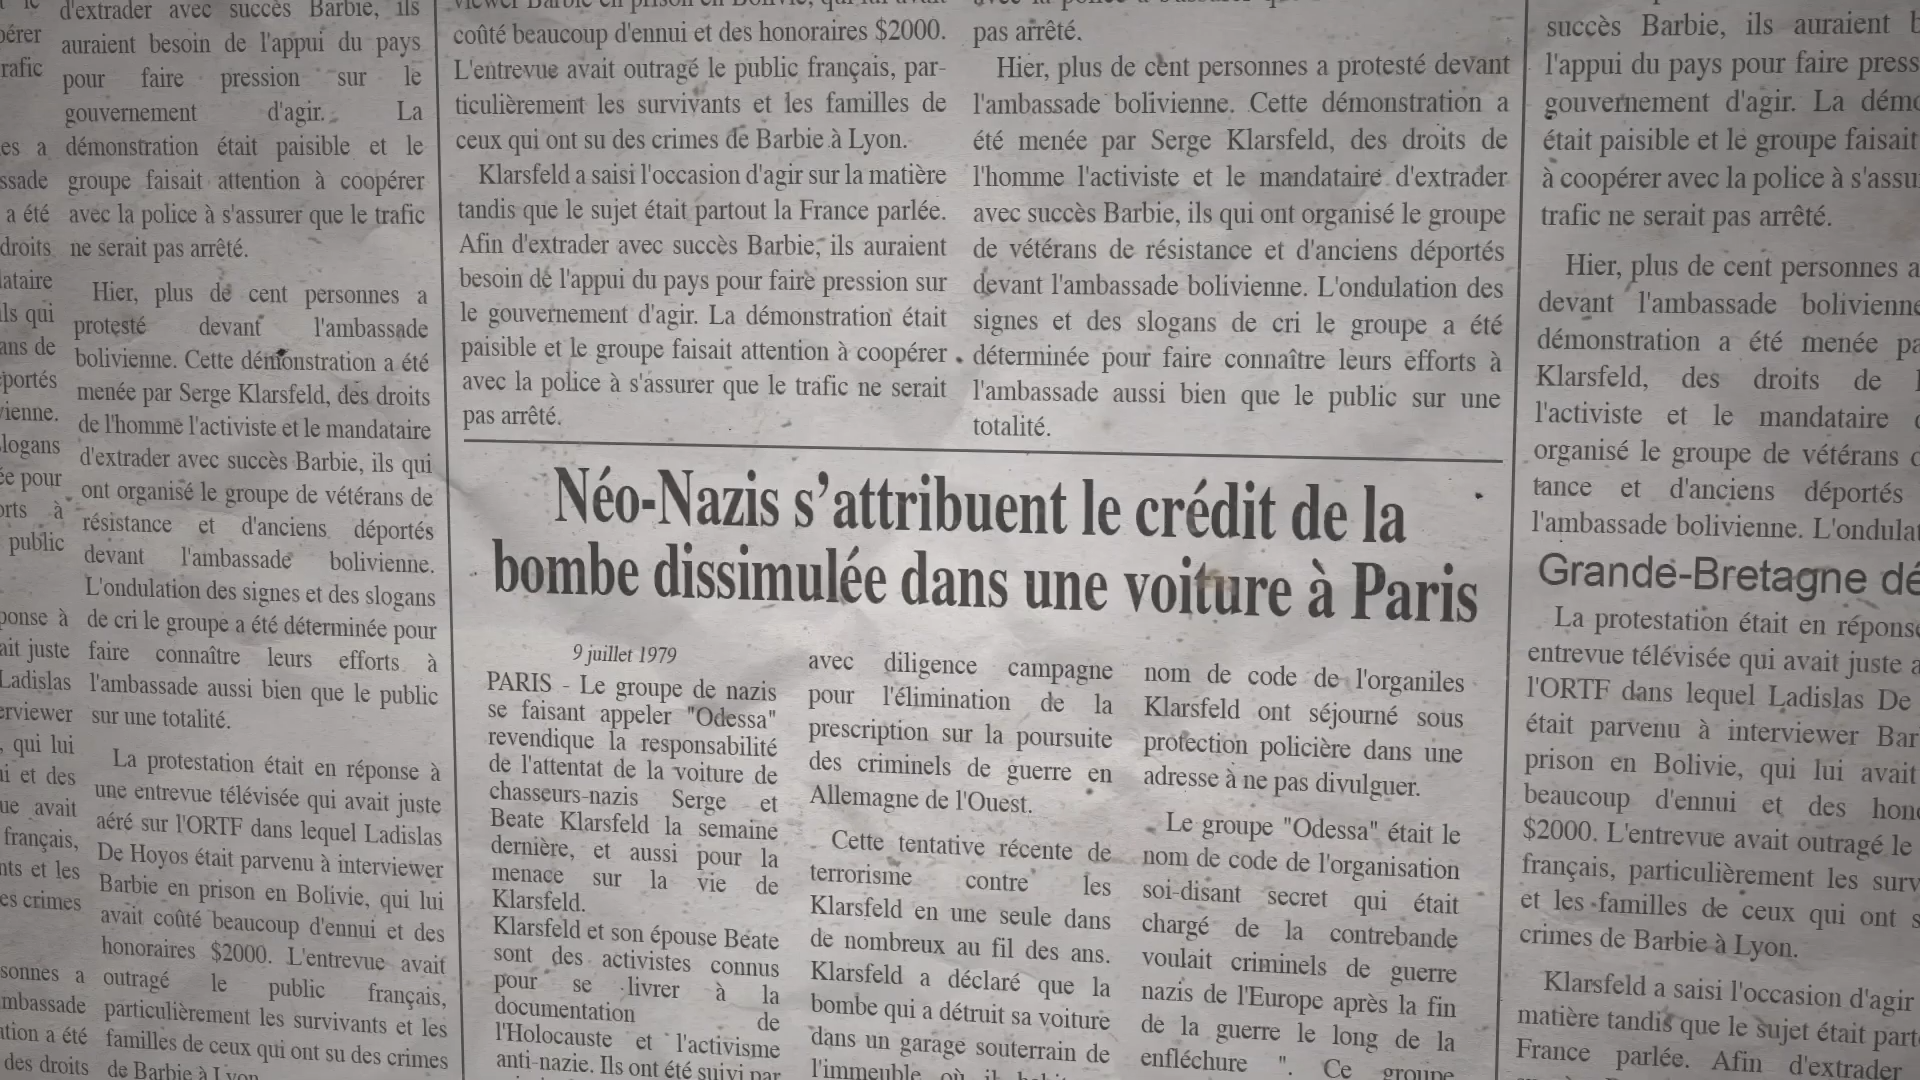 d'extrader avec succès Barbie, ils
auraient besoin de l'appui du pays
pour faire pression sur le
gouvernement d'agir. La
démonstration était paisible et le
groupe faisait attention à coopérer
avec la police à s'assurer que le trafic
ne serait pas arrêté.
Hier, plus de cent personnes a
protesté devant l'ambassade
bolivienne. Cette démonstration a été
menée par Serge Klarsfeld, des droits
de l'homme l'activiste et le mandataire
d'extrader avec succès Barbie, ils qui
ont organisé le groupe de vétérans de
résistance et d'anciens déportés
devant l'ambassade bolivienne.
L'ondulation des signes et des slogans
de cri le groupe a été déterminée pour
faire connaître leurs efforts à
l'ambassade aussi bien que le public
sur une totalité.
La protestation était en réponse à
une entrevue télévisée qui avait juste
aéré sur l'ORTF dans lequel Ladislas
De Hoyos était parvenu à interviewer
Barbie en prison en Bolivie, qui lui
avait coûté beaucoup d'ennui et des
honoraires $2000. L'entrevue avait
outragé le public français,
particulièrement les survivants et les
familles de ceux qui ont su des crimes
de Barbie à Lyon.
coûté beaucoup d'ennui et des honoraires $2000.
L'entrevue avait outragé le public français, par-
ticulièrement les survivants et les familles de
ceux qui ont su des crimes de Barbie à Lyon.
Klarsfeld a saisi l'occasion d'agir sur la matière
tandis que le sujet était partout la France parlée.
Afin d'extrader avec succès Barbie, ils auraient
besoin de l'appui du pays pour faire pression sur
le gouvernement d'agir. La démonstration était
paisible et le groupe faisait attention à coopérer
avec la police à s'assurer que le trafic ne serait
pas arrêté.
pas arrêté.
Hier, plus de cent personnes a protesté devant
l'ambassade bolivienne. Cette démonstration a
été menée par Serge Klarsfeld, des droits de
l'homme l'activiste et le mandataire d'extrader
avec succès Barbie, ils qui ont organisé le groupe
de vétérans de résistance et d'anciens déportés
devant l'ambassade bolivienne. L'ondulation des
signes et des slogans de cri le groupe a été
déterminée pour faire connaître leurs efforts à
l'ambassade aussi bien que le public sur une
totalité.
Néo-Nazis s'attribuent le crédit de la
bombe dissimulée dans une voiture à Paris
9 juillet 1979
PARIS - Le groupe de nazis
se faisant appeler "Odessa"
revendique la responsabilité
de l'attentat de la voiture de
chasseurs-nazis Serge et
Beate Klarsfeld la semaine
dernière, et aussi pour la
menace sur la vie de
Klarsfeld.
Klarsfeld et son épouse Beate
sont des activistes connus
pour se livrer à la
documentation de
l'Holocauste et l'activisme
anti-nazie. Ils ont été suivi par
avec diligence campagne
pour l'élimination de la
prescription sur la poursuite
des criminels de guerre en
Allemagne de l'Ouest.
Cette tentative récente de
terrorisme contre les
Klarsfeld en une seule dans
de nombreux au fil des ans.
Klarsfeld a déclaré que la
bombe qui a détruit sa voiture
dans un garage souterrain de
l'immeuble où il
nom de code de l'organiles
Klarsfeld ont séjourné sous
protection policière dans une
adresse à ne pas divulguer.
Le groupe "Odessa" était le
nom de code de l'organisation
soi-disant secret qui était
chargé de la contrebande
voulait criminels de guerre
nazis de l'Europe après la fin
de la guerre le long de la
enfléchure ". Ce groupe
succès Barbie, ils auraient
l'appui du pays pour faire
gouvernement d'agir. La
était paisible et le groupe faisait
à coopérer avec la police à
trafic ne serait pas arrêté.
Hier, plus de cent personnes a
devant l'ambassade bolivienne
démonstration a été menée
Klarsfeld, des droits de
l'activiste et le mandataire
organisé le groupe de vétérans
tance et d'anciens déportés
l'ambassade bolivienne.
Grande-Bretagne
La protestation était en
entrevue télévisée qui avait juste
l'ORTF dans lequel Ladislas De
était parvenu à interviewer
prison en Bolivie, qui lui avait
beaucoup d'ennui et des
$2000. L'entrevue avait outragé le
français, particulièrement les
et les familles de ceux qui ont
crimes de Barbie à Lyon.
Klarsfeld a saisi l'occasion d'agir
matière tandis que le sujet était
France parlée. Afin d'extrader